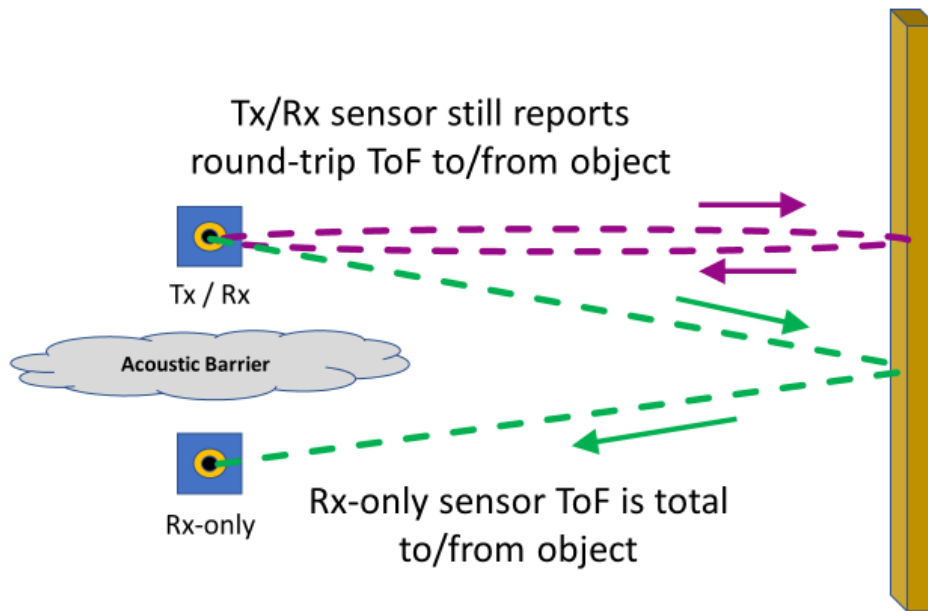 Tx/Rx sensor still reports
round-trip ToF to/from object
Tx / Rx
Acoustic Barrier
Rx-only
Rx-only sensor ToF is total
to/from object